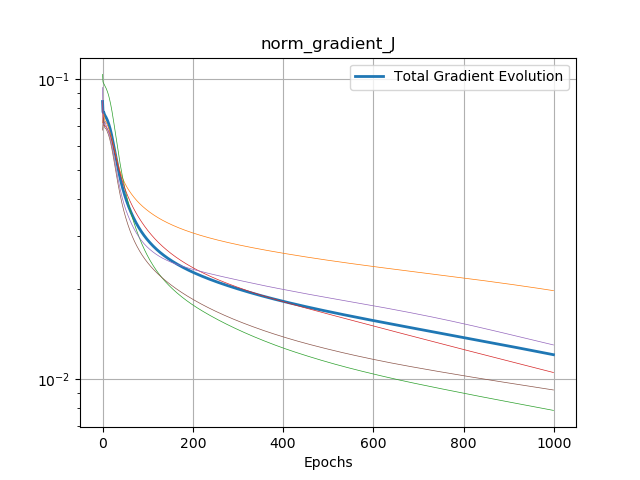 norm_gradient_J
Total Gradient Evolution
10⁻¹
10⁻²
0 200 400 600 800 1000
Epochs